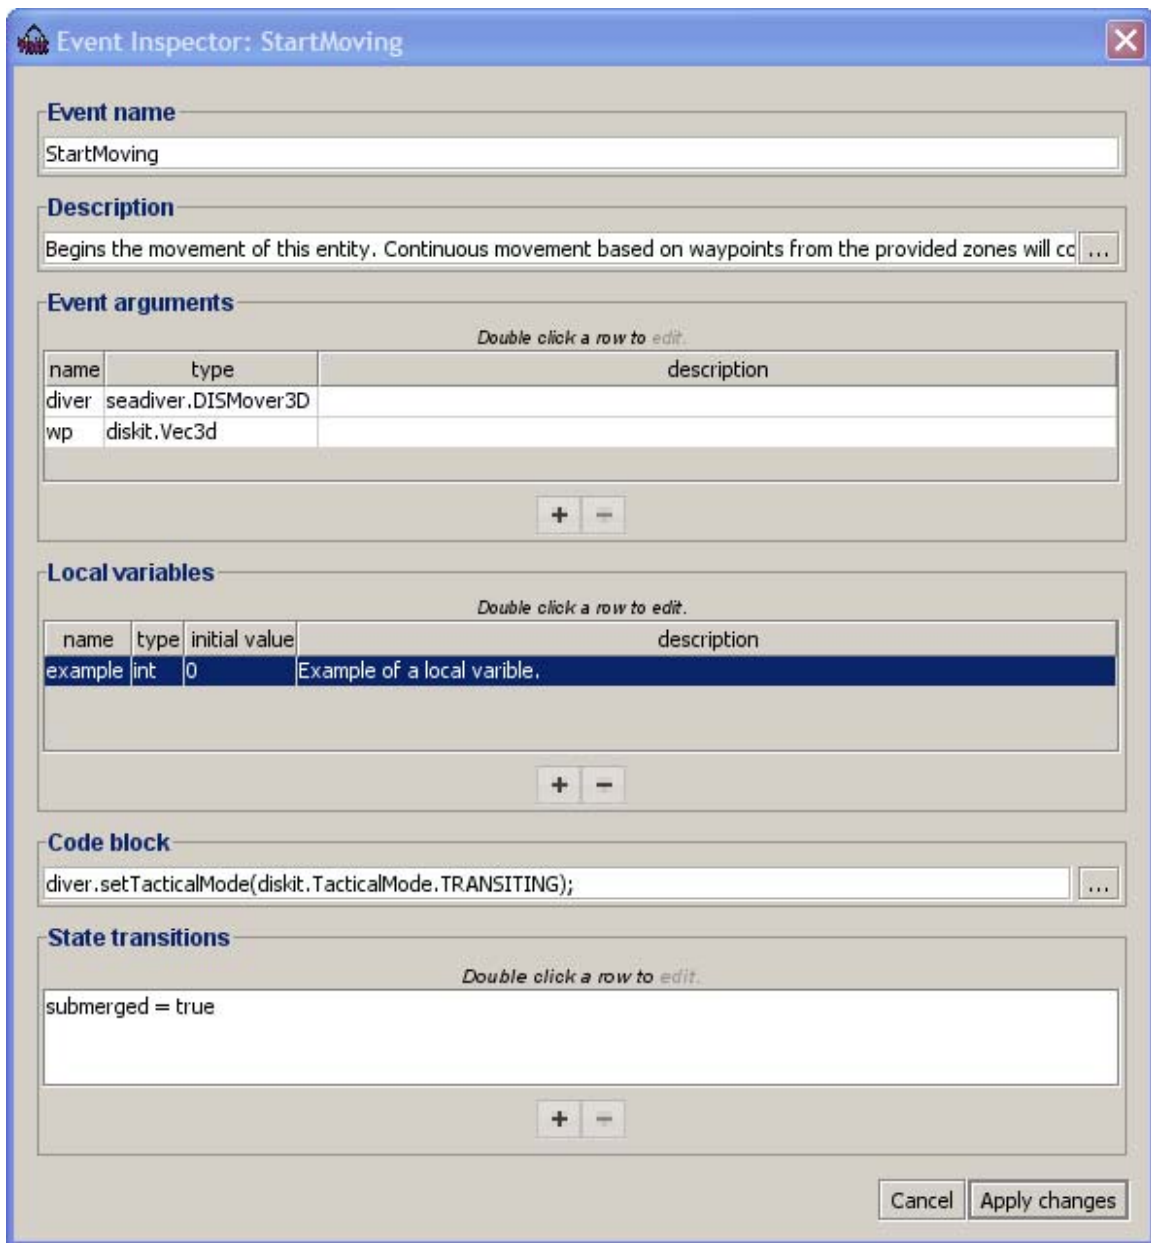 Event Inspector: StartMoving
Event name
StartMoving
Description
Begins the movement of this entity. Continuous movement based on waypoints from the provided zones will cc ...
Event arguments
Double click a row to edit.
name type description
diver seadiver.DISMover3D
wp diskit.Vec3d
+ −
Local variables
Double click a row to edit.
name type initial value description
example int 0 Example of a local varible.
+ −
Code block
diver.setTacticalMode(diskit.TacticalMode.TRANSITING); ...
State transitions
Double click a row to edit.
submerged = true
+ −
Cancel Apply changes